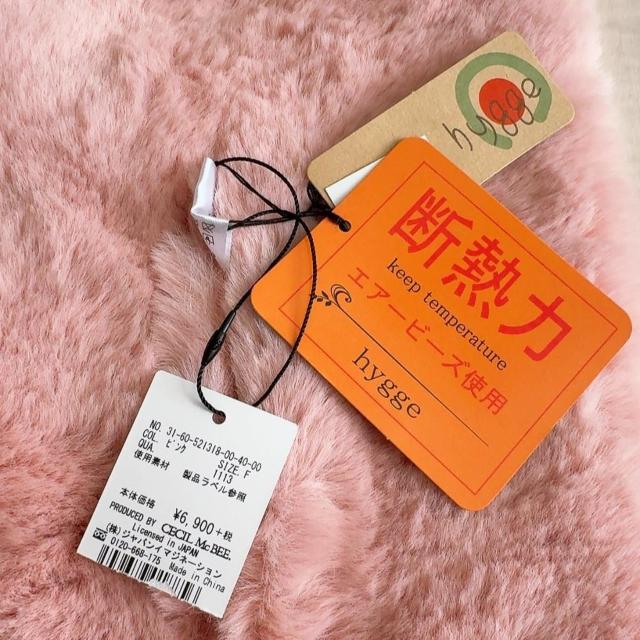 hygge
断熱力
keep temperature
エアービーズ使用
hygge
NO. 31-60-521318-00-40-00
COL. ピンク SIZE F
QUA. 1113
使用素材 製品ラベル参照
本体価格 ¥6,900+税
PRODUCED BY CECIL McBEE
Licensed in JAPAN
(株)ジャパンイマジネーション
0120-668-175 Made in China